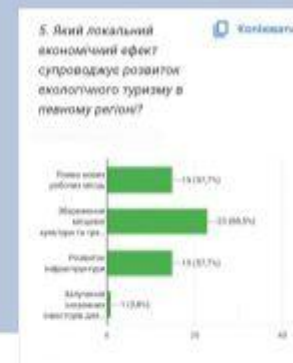 5. Який локальний
економічний ефект
супроводжує розвиток
екологічного туризму в
певному регіоні?
Копіювати
Поява нових
робочих місць
15 (57,7%)
Збереження
місцевої
культури та тра...
23 (88,5%)
Розвиток
інфраструктури
15 (57,7%)
Залучення
іноземних
інвесторів для...
1 (3,8%)
0
20
40